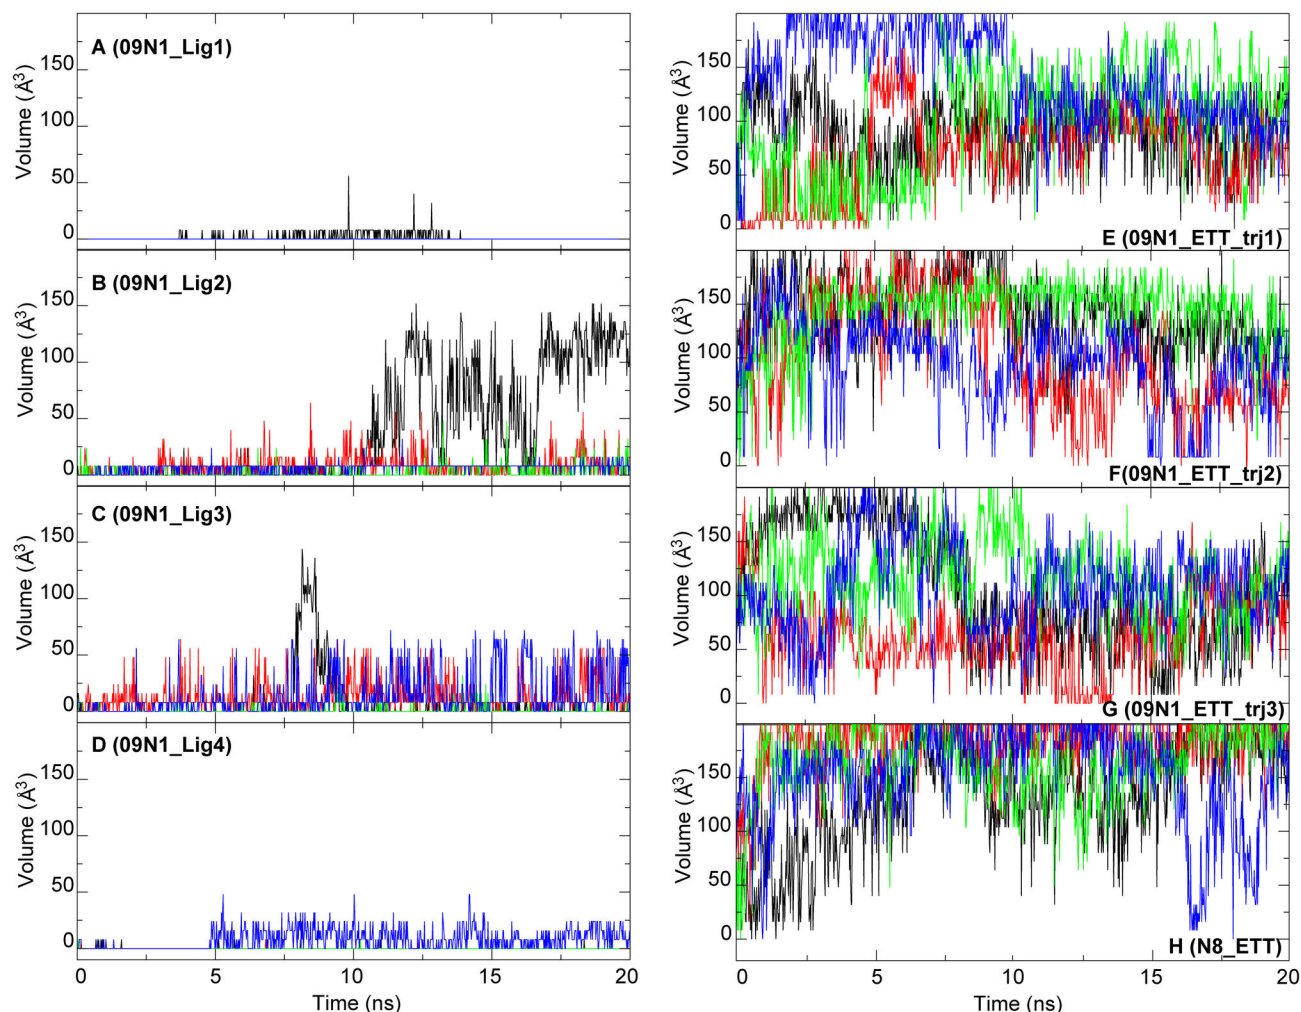 A (09N1_Lig1)
Volume (Å3)
150
100
50
0
B (09N1_Lig2)
Volume (Å3)
150
100
50
0
C (09N1_Lig3)
Volume (Å3)
150
100
50
0
D (09N1_Lig4)
Volume (Å3)
150
100
50
0
0 5 10 15 20
Time (ns)
Volume (Å3)
150
100
50
0
E (09N1_ETT_trj1)
Volume (Å3)
150
100
50
0
F(09N1_ETT_trj2)
Volume (Å3)
150
100
50
0
G (09N1_ETT_trj3)
Volume (Å3)
150
100
50
0
H (N8_ETT)
0 5 10 15 20
Time (ns)